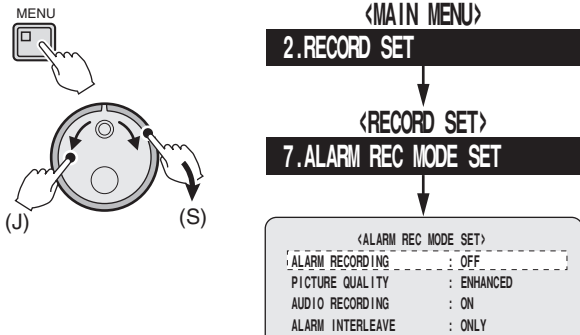 MENU
(J)
(S)
<MAIN MENU>
2.RECORD SET
<RECORD SET>
7.ALARM REC MODE SET
<ALARM REC MODE SET>
ALARM RECORDING : OFF
PICTURE QUALITY : ENHANCED
AUDIO RECORDING : ON
ALARM INTERLEAVE : ONLY